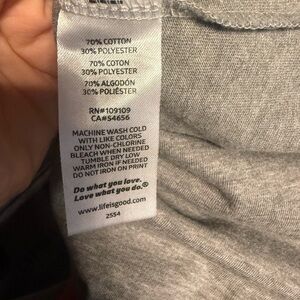 70% COTTON
30% POLYESTER
70% COTON
30% POLYESTER
70% ALGODÓN
30% POLIÉSTER
RN#109109
CA#54656
MACHINE WASH COLD
WITH LIKE COLORS
ONLY NON-CHLORINE
BLEACH WHEN NEEDED
TUMBLE DRY LOW
WARM IRON IF NEEDED
DO NOT IRON ON PRINT
Do what you love.
Love what you do.®
www.lifeisgood.com
2554